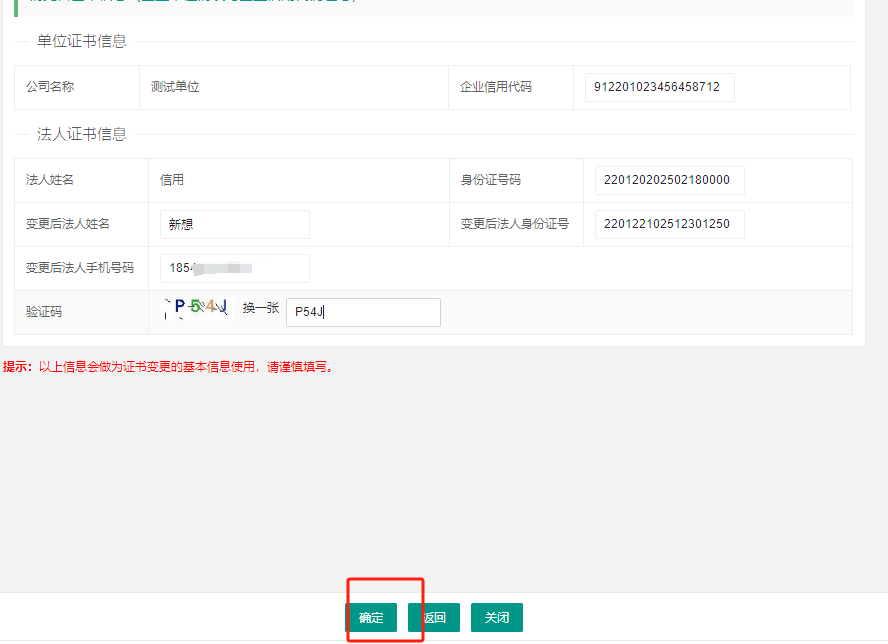 单位证书信息
公司名称 测试单位 企业信用代码 912201023456458712
法人证书信息
法人姓名 信用 身份证号码 220120202502180000
变更后法人姓名 新想 变更后法人身份证号 220122102512301250
变更后法人手机号码 1854
验证码 P54J 换一张 P54J
提示：以上信息会做为证书变更的基本信息使用，请谨慎填写。
确定 返回 关闭